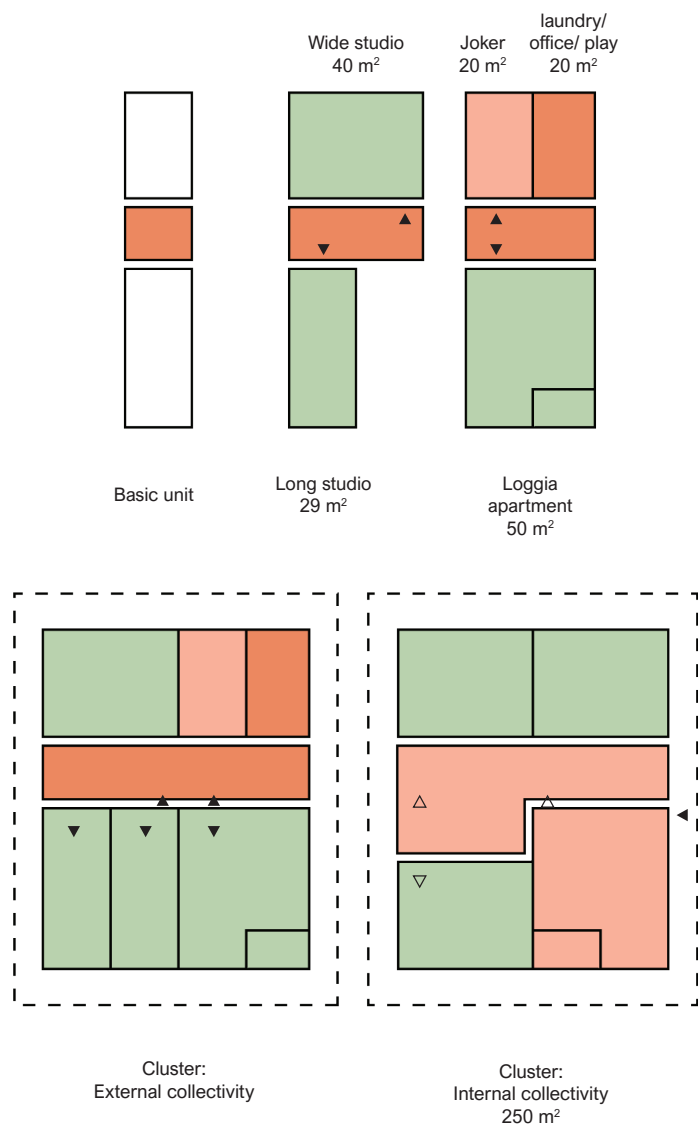 Wide studio
40 m²
Joker
20 m²
laundry/
office/ play
20 m²
Basic unit
Long studio
29 m²
Loggia
apartment
50 m²
Cluster:
External collectivity
Cluster:
Internal collectivity
250 m²